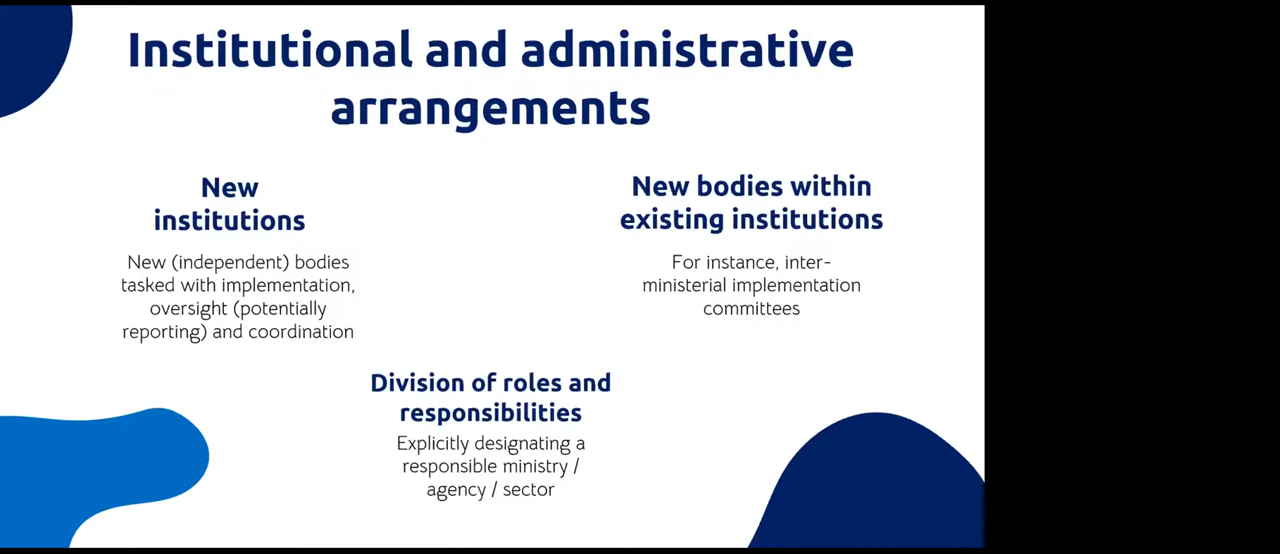 Institutional and administrative
arrangements
New
institutions
New (independent) bodies
tasked with implementation,
oversight (potentially
reporting) and coordination
New bodies within
existing institutions
For instance, inter-
ministerial implementation
committees
Division of roles and
responsibilities
Explicitly designating a
responsible ministry /
agency / sector